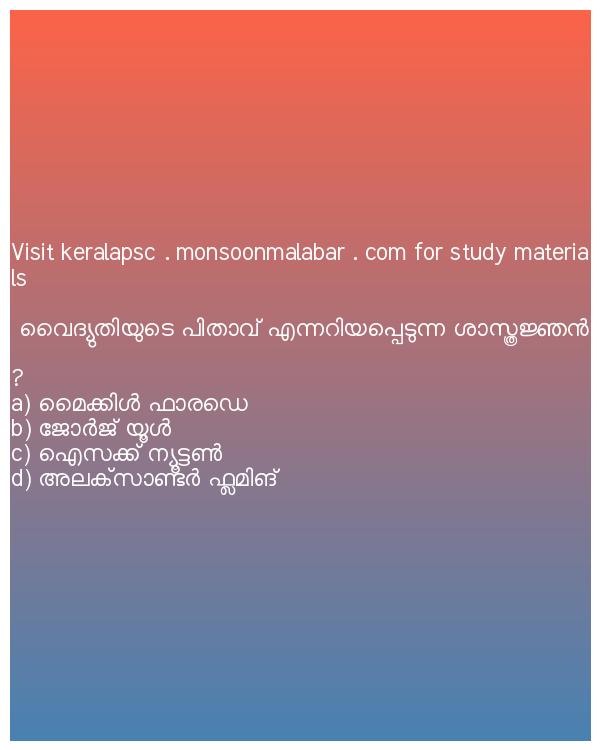 Visit keralapsc . monsoonmalabar . com for study materia
ls
വൈദ്യുതിയുടെ പിതാവ് എന്നറിയപ്പെടുന്ന ശാസ്ത്രജ്ഞൻ
?
a) മൈക്കിൾ ഫാരഡെ
b) ജോർജ് യൂൾ
c) ഐസക്ക് ന്യൂട്ടൺ
d) അലക്സാണ്ടർ ഫ്ലമിങ്